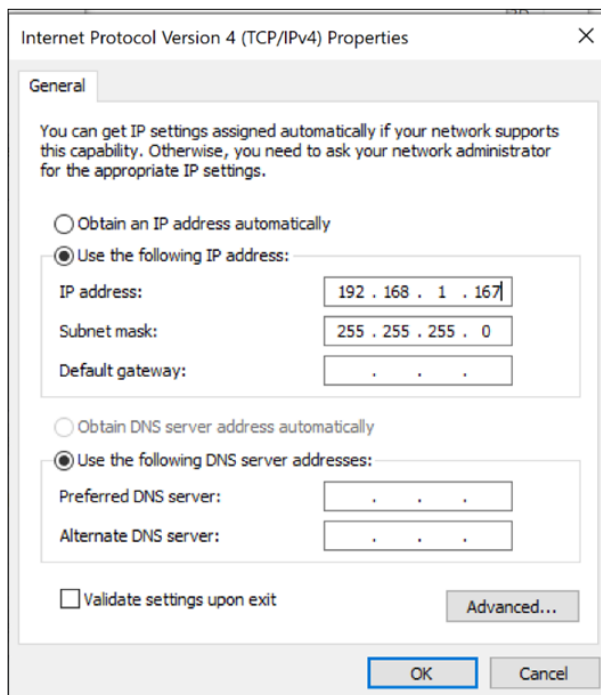 Internet Protocol Version 4 (TCP/IPv4) Properties
General
You can get IP settings assigned automatically if your network supports
this capability. Otherwise, you need to ask your network administrator
for the appropriate IP settings.
Obtain an IP address automatically
Use the following IP address:
IP address: 192 . 168 . 1 . 167
Subnet mask: 255 . 255 . 255 . 0
Default gateway: . . .
Obtain DNS server address automatically
Use the following DNS server addresses:
Preferred DNS server: . . .
Alternate DNS server: . . .
Validate settings upon exit
Advanced...
OK Cancel